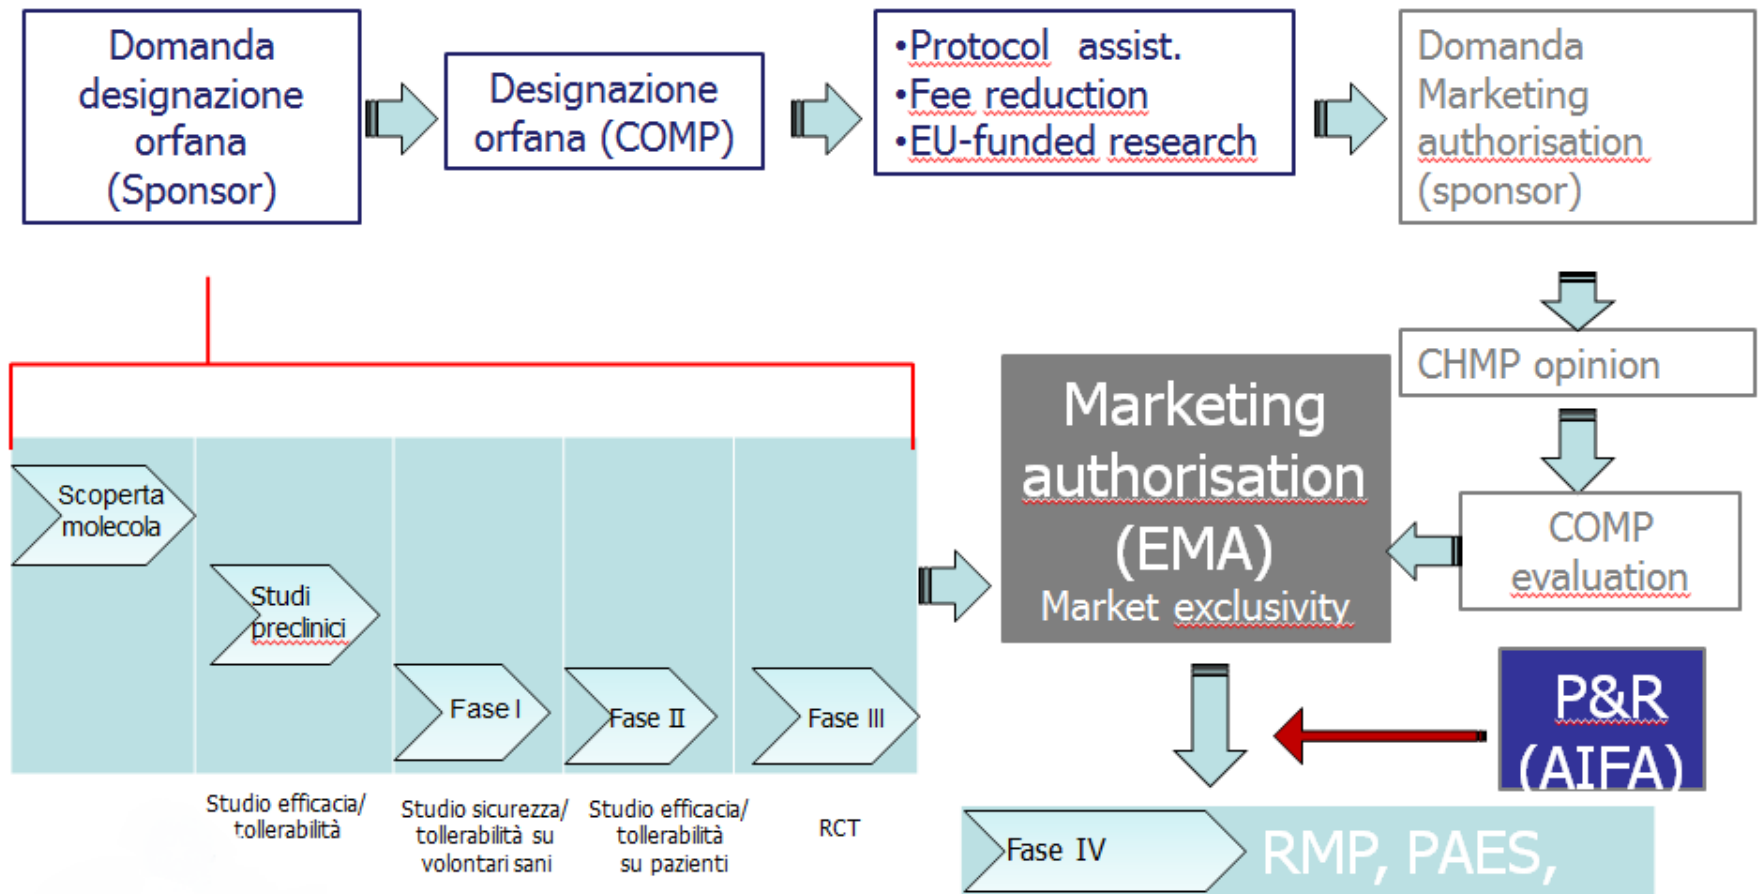 Domanda
designazione
orfana
(Sponsor)
Designazione
orfana (COMP)
•Protocol assist.
•Fee reduction
•EU-funded research
Domanda
Marketing
authorisation
(sponsor)
CHMP opinion
COMP
evaluation
Marketing
authorisation
(EMA)
Market exclusivity
P&R
(AIFA)
Scoperta
molecola
Studi
preclinici
Fase I
Fase II
Fase III
Studio efficacia/
tollerabilità
Studio sicurezza/
tollerabilità su
volontari sani
Studio efficacia/
tollerabilità
su pazienti
RCT
Fase IV
RMP, PAES,